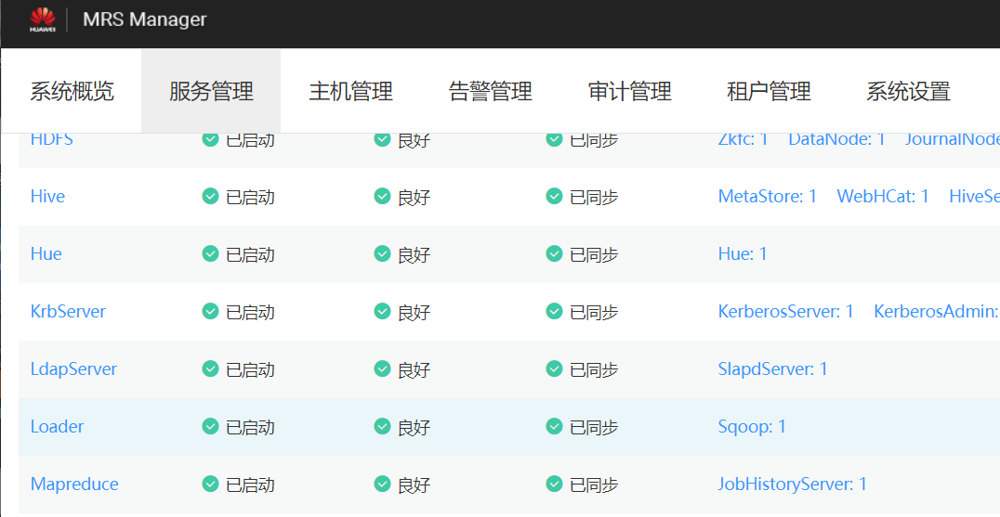 HUAWEI MRS Manager
系统概览 服务管理 主机管理 告警管理 审计管理 租户管理 系统设置
HDFS 已启动 良好 已同步 Zkfc: 1 DataNode: 1 JournalNode
Hive 已启动 良好 已同步 MetaStore: 1 WebHCat: 1 HiveSe
Hue 已启动 良好 已同步 Hue: 1
KrbServer 已启动 良好 已同步 KerberosServer: 1 KerberosAdmin:
LdapServer 已启动 良好 已同步 SlapdServer: 1
Loader 已启动 良好 已同步 Sqoop: 1
Mapreduce 已启动 良好 已同步 JobHistoryServer: 1